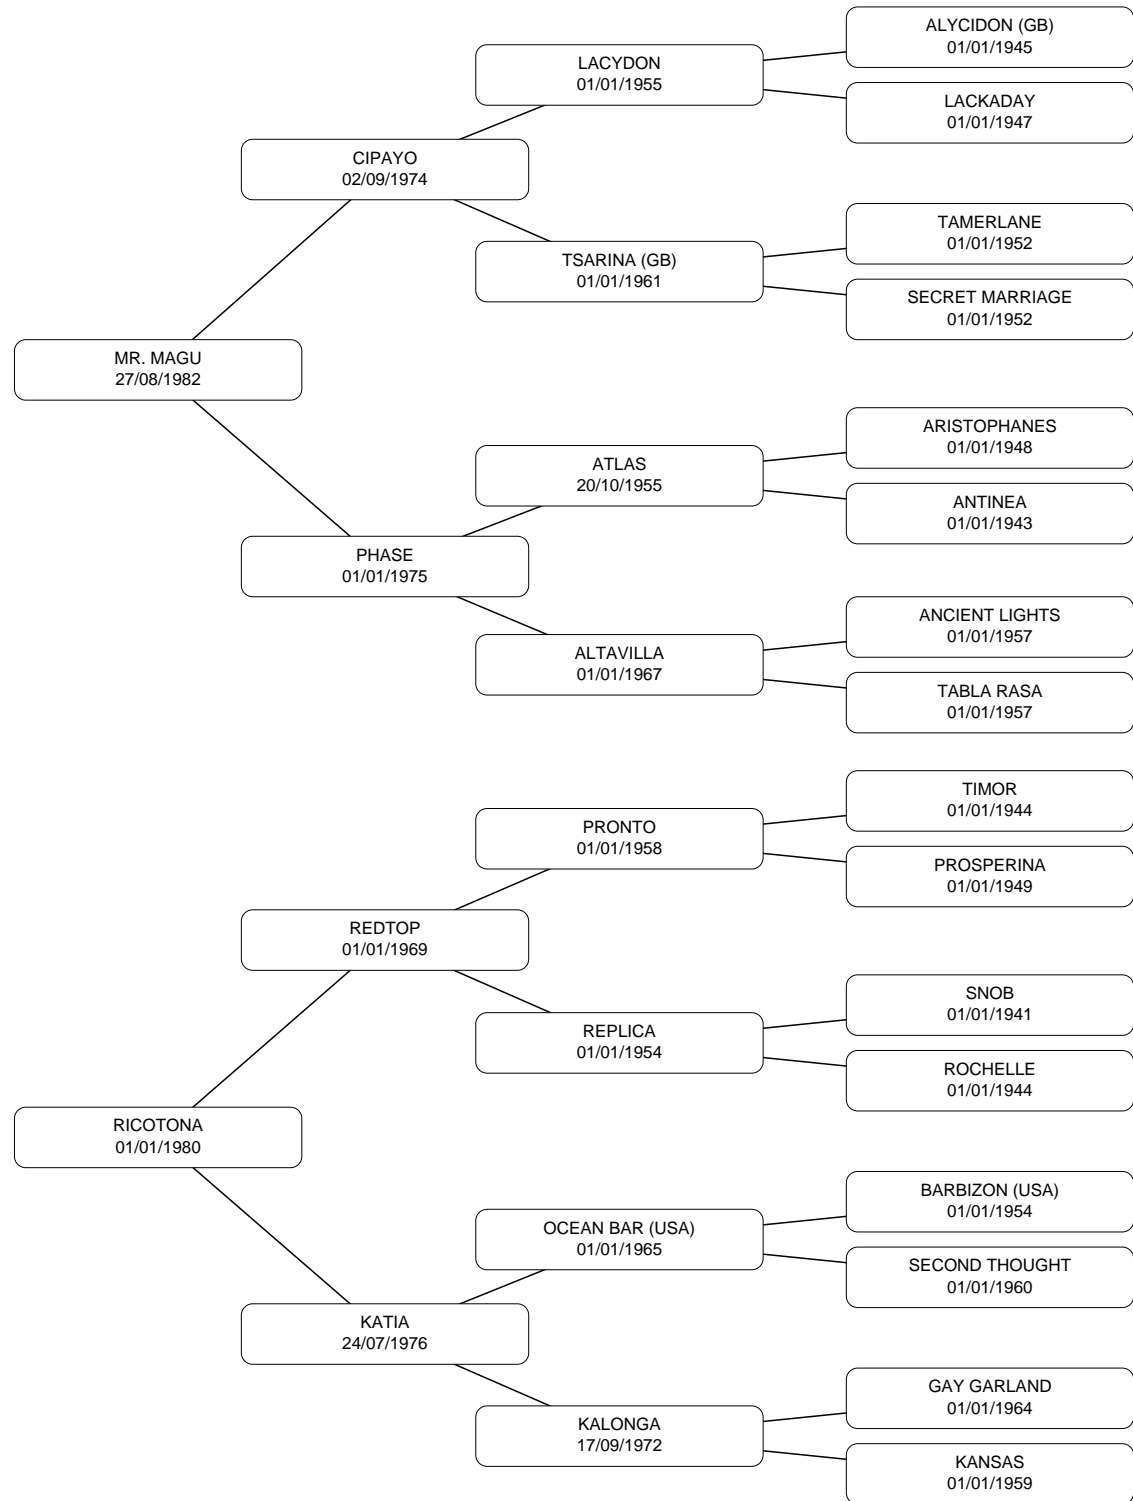 ALYCIDON (GB)
01/01/1945
LACYDON
01/01/1955
LACKADAY
01/01/1947
CIPAYO
02/09/1974
TAMERLANE
01/01/1952
TSARINA (GB)
01/01/1961
SECRET MARRIAGE
01/01/1952
MR. MAGU
27/08/1982
ARISTOPHANES
01/01/1948
ATLAS
20/10/1955
ANTINEA
01/01/1943
PHASE
01/01/1975
ANCIENT LIGHTS
01/01/1957
ALTAVILLA
01/01/1967
TABLA RASA
01/01/1957
TIMOR
01/01/1944
PRONTO
01/01/1958
PROSPERINA
01/01/1949
REDTOP
01/01/1969
SNOB
01/01/1941
REPLICA
01/01/1954
ROCHELLE
01/01/1944
RICOTONA
01/01/1980
BARBIZON (USA)
01/01/1954
OCEAN BAR (USA)
01/01/1965
SECOND THOUGHT
01/01/1960
KATIA
24/07/1976
GAY GARLAND
01/01/1964
KALONGA
17/09/1972
KANSAS
01/01/1959